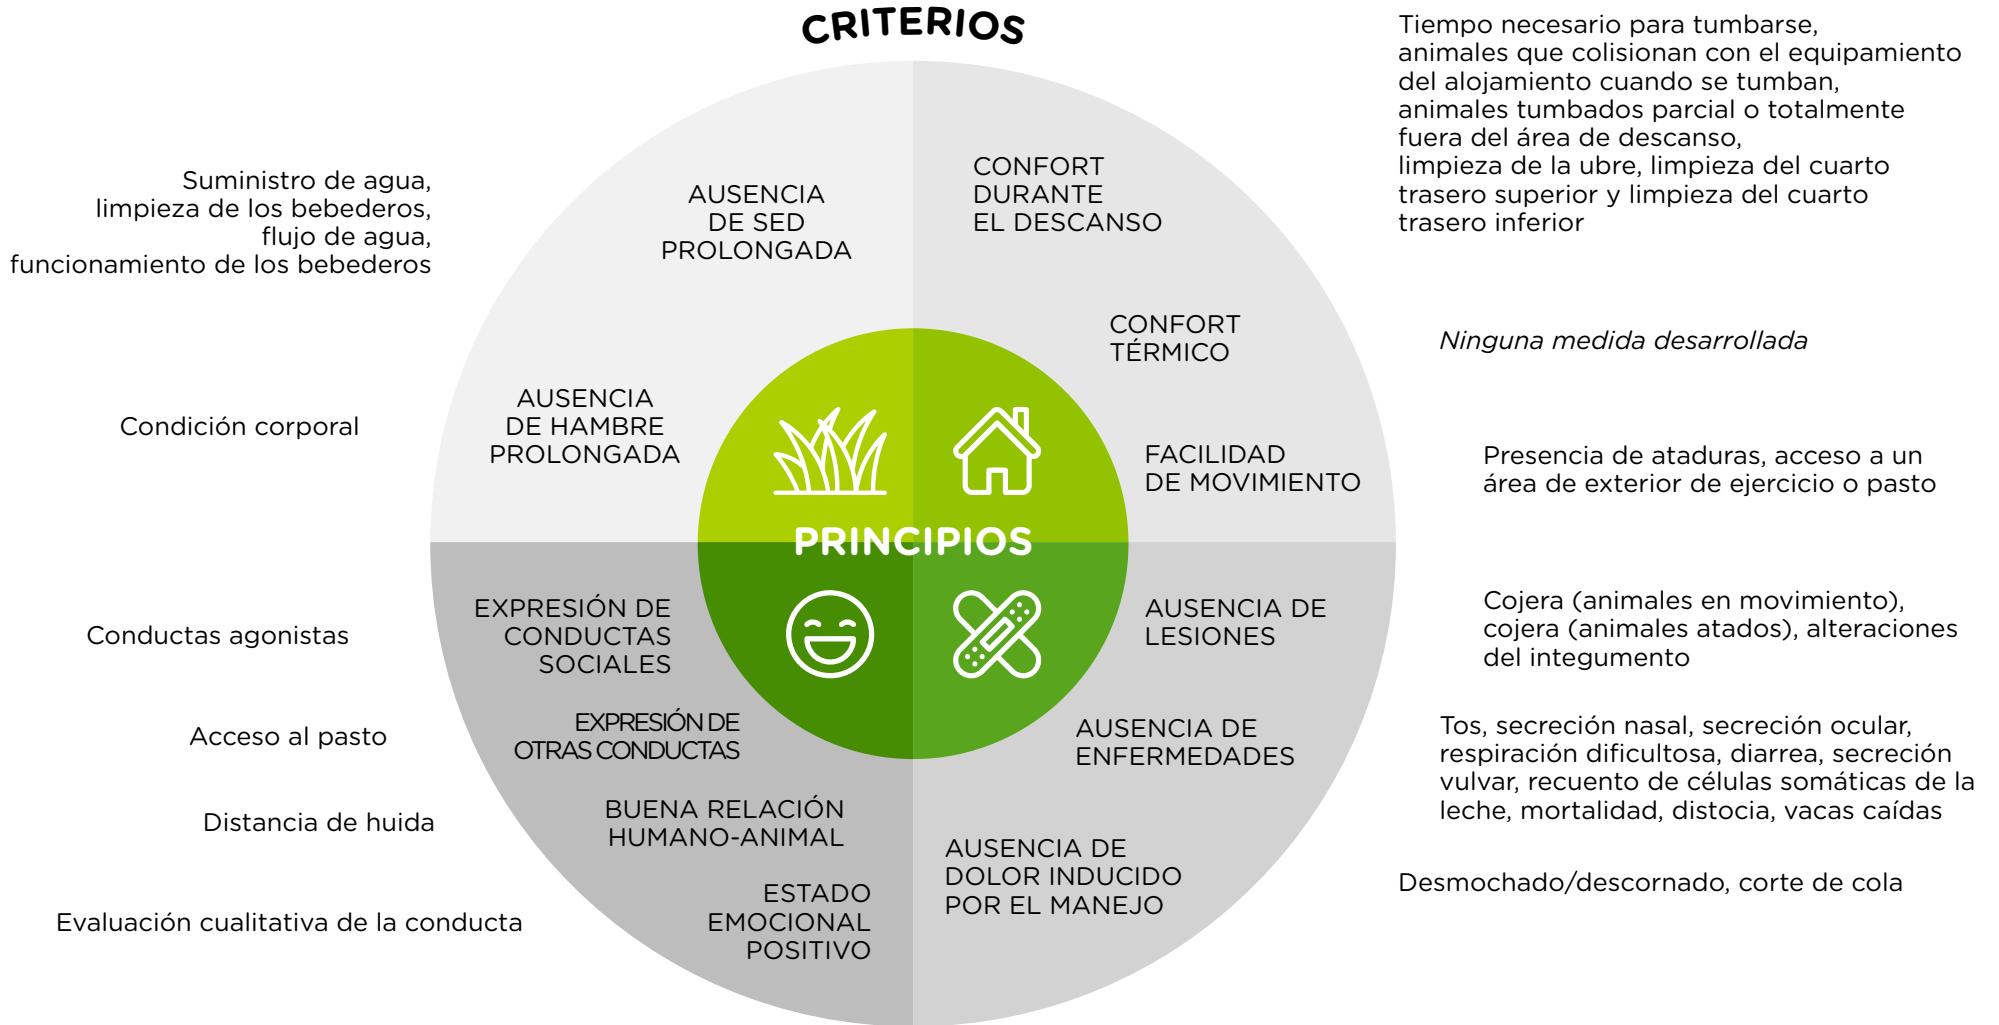 CRITERIOS
Suministro de agua,
limpieza de los bebederos,
flujo de agua,
funcionamiento de los bebederos
Condición corporal
Conductas agonistas
Acceso al pasto
Distancia de huida
Evaluación cualitativa de la conducta
AUSENCIA
DE SED
PROLONGADA
AUSENCIA
DE HAMBRE
PROLONGADA
CONFORT
DURANTE
EL DESCANSO
CONFORT
TÉRMICO
FACILIDAD
DE MOVIMIENTO
PRINCIPIOS
EXPRESIÓN DE
CONDUCTAS
SOCIALES
EXPRESIÓN DE
OTRAS CONDUCTAS
BUENA RELACIÓN
HUMANO-ANIMAL
ESTADO
EMOCIONAL
POSITIVO
AUSENCIA DE
LESIONES
AUSENCIA DE
ENFERMEDADES
AUSENCIA DE
DOLOR INDUCIDO
POR EL MANEJO
Tiempo necesario para tumbarse,
animales que colisionan con el equipamiento
del alojamiento cuando se tumban,
animales tumbados parcial o totalmente
fuera del área de descanso,
limpieza de la ubre, limpieza del cuarto
trasero superior y limpieza del cuarto
trasero inferior
Ninguna medida desarrollada
Presencia de ataduras, acceso a un
área de exterior de ejercicio o pasto
Cojera (animales en movimiento),
cojera (animales atados), alteraciones
del integumento
Tos, secreción nasal, secreción ocular,
respiración dificultosa, diarrea, secreción
vulvar, recuento de células somáticas de la
leche, mortalidad, distocia, vacas caídas
Desmochado/descornado, corte de cola